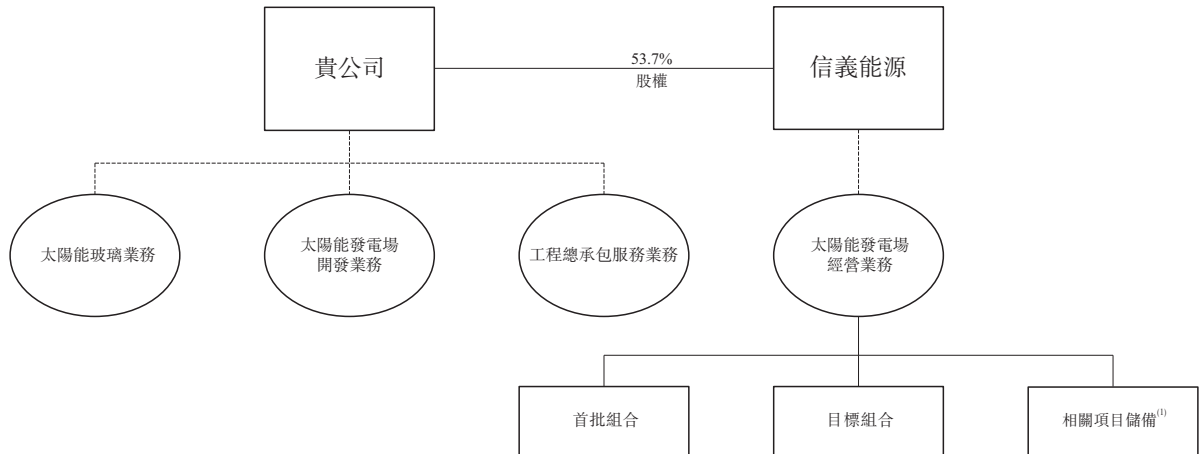 貴公司
53.7%
股權
信義能源
太陽能玻璃業務
太陽能發電場
開發業務
工程總承包服務業務
太陽能發電場
經營業務
首批組合
目標組合
相關項目儲備(1)